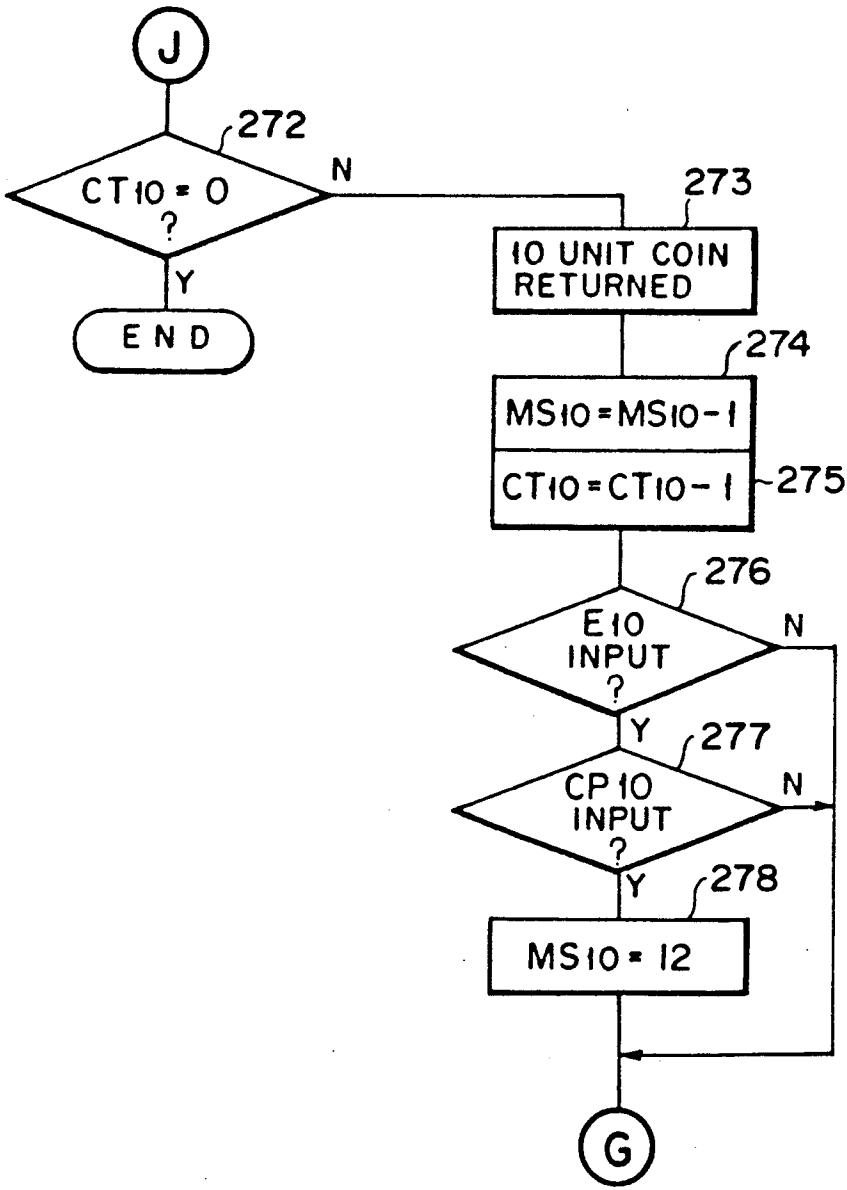 J
272
CT10 = 0
?
N
Y
END
273
10 UNIT COIN
RETURNED
274
MS10 = MS10-1
CT10 = CT10-1
275
276
E10
INPUT
?
N
Y
277
CP10
INPUT
?
N
Y
278
MS10 = 12
G